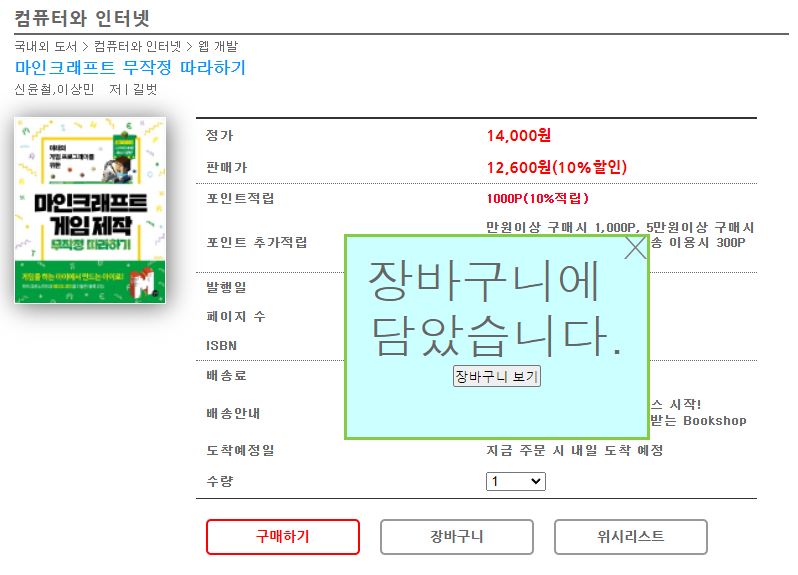 컴퓨터와 인터넷
국내외 도서 > 컴퓨터와 인터넷 > 웹 개발
마인크래프트 무작정 따라하기
신윤철,이상민 저 | 길벗
게임 프로그래머를
위한
마인크래프트
게임 제작
무작정 따라하기
게임을 하는 아이에서 만드는 아이로!
M
정가 14,000원
판매가 12,600원(10%할인)
포인트적립 1000P(10%적립)
만원이상 구매시 1,000P, 5만원이상 구매시
포인트 추가적립 송 이용시 300P
발행일
페이지 수
ISBN
배송료
배송안내
스 시작!
받는 Bookshop
도착예정일 지금 주문 시 내일 도착 예정
수량 1
장바구니에
담았습니다.
장바구니 보기
구매하기 장바구니 위시리스트